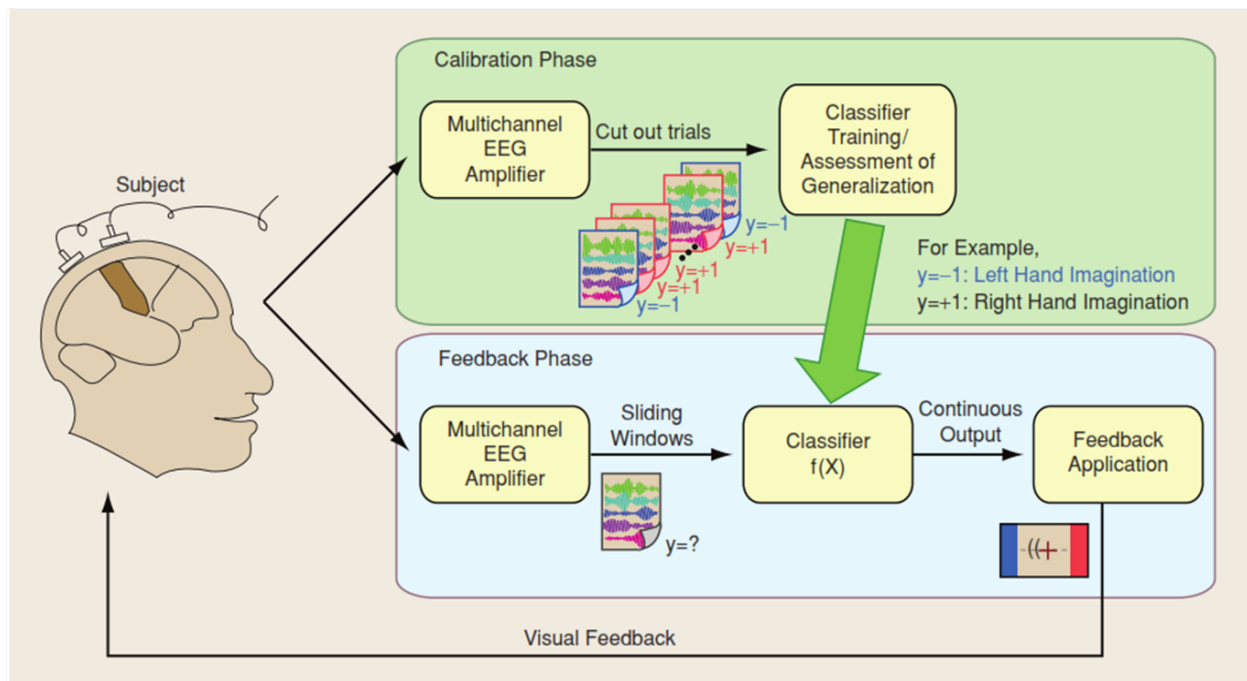 Subject
Calibration Phase
Multichannel
EEG
Amplifier
Cut out trials
Classifier
Training/
Assessment of
Generalization
y=−1
y=+1
y=+1
y=+1
y=−1
For Example,
y=−1: Left Hand Imagination
y=+1: Right Hand Imagination
Feedback Phase
Multichannel
EEG
Amplifier
Sliding
Windows
y=?
Classifier
f(X)
Continuous
Output
Feedback
Application
-((+ -
Visual Feedback